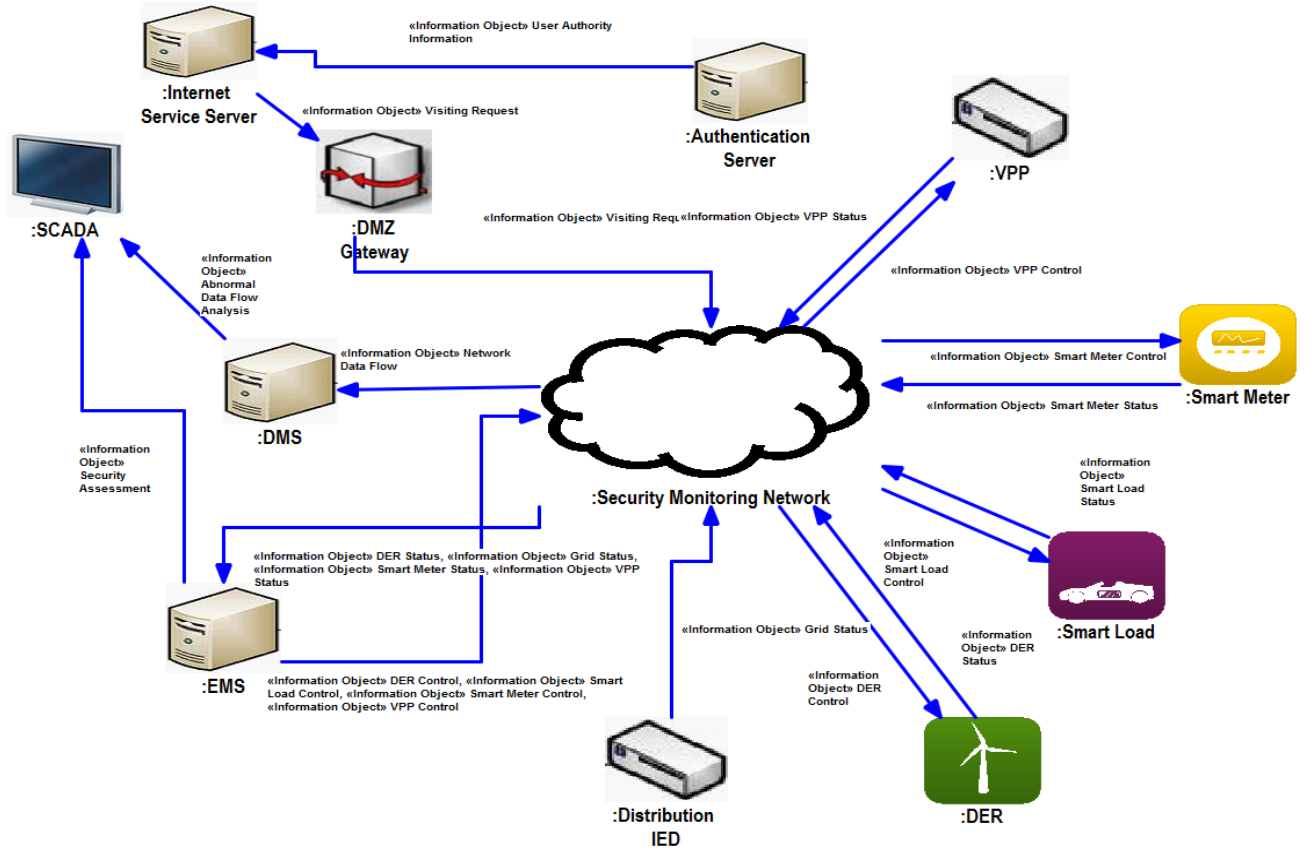 «Information Object» User Authority
Information
:Internet
Service Server
:Authentication
Server
«Information Object» Visiting Request
:VPP
:SCADA
:DMZ
Gateway
«Information Object» Visiting Requ
«Information Object» VPP Status
«Information
Object»
Abnormal
Data Flow
Analysis
«Information Object» VPP Control
«Information Object» Network
Data Flow
«Information Object» Smart Meter Control
:Smart Meter
«Information Object» Smart Meter Status
:DMS
«Information
Object»
Security
Assessment
:Security Monitoring Network
«Information
Object»
Smart Load
Status
«Information Object» DER Status, «Information Object» Grid Status,
«Information Object» Smart Meter Status, «Information Object» VPP
Status
«Information
Object»
Smart Load
Control
:Smart Load
«Information Object» Grid Status
«Information
Object» DER
Status
:EMS
«Information Object» DER Control, «Information Object» Smart
Load Control, «Information Object» Smart Meter Control,
«Information Object» VPP Control
«Information
Object» DER
Control
:Distribution
IED
:DER